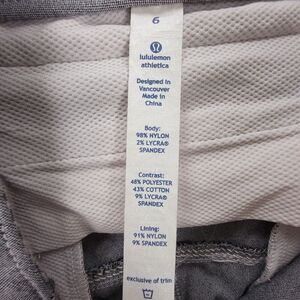 6
lululemon
athletica
Designed in
Vancouver
Made in
China
Body:
98% NYLON
2% LYCRA®
SPANDEX
Contrast:
48% POLYESTER
43% COTTON
9% LYCRA®
SPANDEX
Lining:
91% NYLON
9% SPANDEX
exclusive of trim